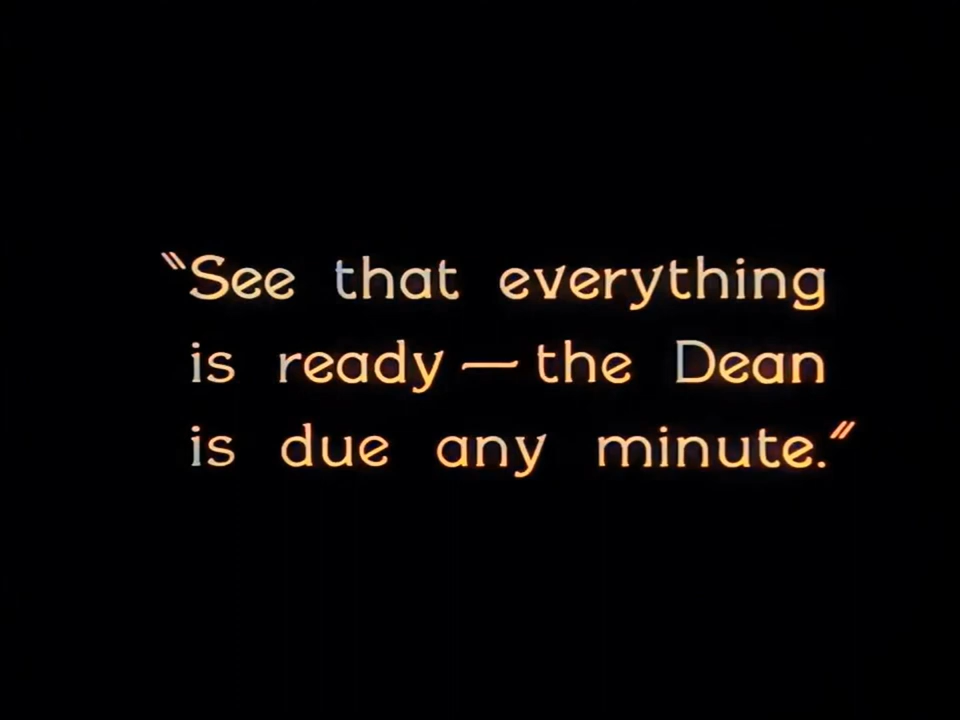 "See that everything
is ready — the Dean
is due any minute."